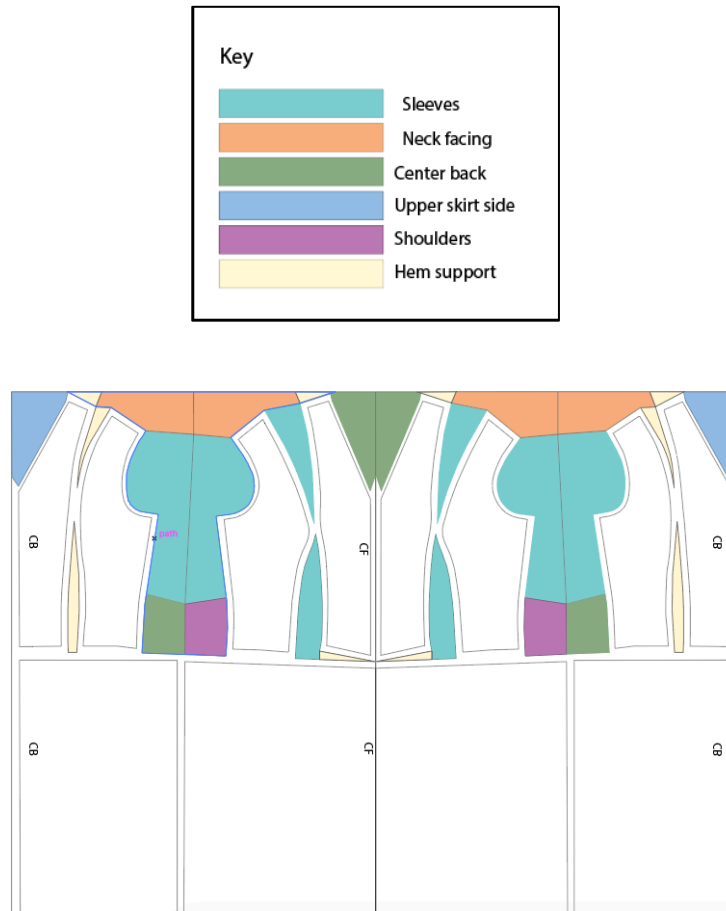 Key
Sleeves
Neck facing
Center back
Upper skirt side
Shoulders
Hem support
path
CB
CF
CB
CB
CF
CB